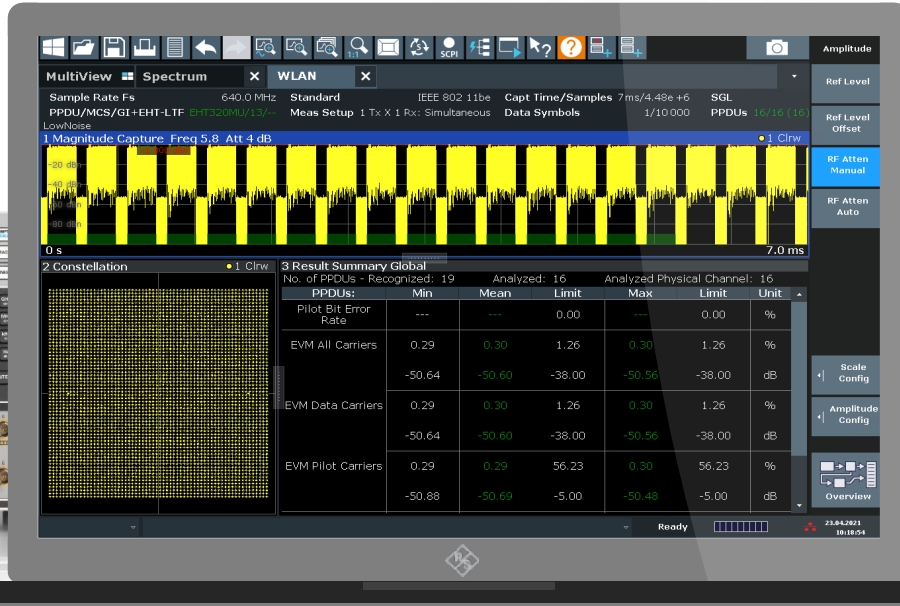 SCPI
1:1
Amplitude
MultiView Spectrum X WLAN X
Ref Level
Sample Rate Fs 640.0 MHz Standard IEEE 802 11be Capt Time/Samples 7ms/4.48e+6 SGL
PPDU/MCS/GI+EHT-LTF EHT320MU/13/-- Meas Setup 1 Tx X 1 Rx: Simultaneous Data Symbols 1/10 000 PPDUs 16/16 (16)
LowNoise
Ref Level
Offset
1 Magnitude Capture Freq 5.8 Att 4 dB 1 Clrw
-20 dBm
-40 dBm
-80 dBm
RF Atten
Manual
RF Atten
Auto
0 s 7.0 ms
2 Constellation 1 Clrw 3 Result Summary Global
No. of PPDUs - Recognized: 19 Analyzed: 16 Analyzed Physical Channel: 16
PPDUs: Min Mean Limit Max Limit Unit
Pilot Bit Error
Rate --- --- 0.00 --- 0.00 %
EVM All Carriers 0.29 0.30 1.26 0.30 1.26 %
-50.64 -50.60 -38.00 -50.56 -38.00 dB
EVM Data Carriers 0.29 0.30 1.26 0.30 1.26 %
-50.64 -50.60 -38.00 -50.56 -38.00 dB
EVM Pilot Carriers 0.29 0.29 56.23 0.30 56.23 %
-50.88 -50.69 -5.00 -50.48 -5.00 dB
Scale
Config
Amplitude
Config
Overview
Ready
23.04.2021
10:18:54
R&S